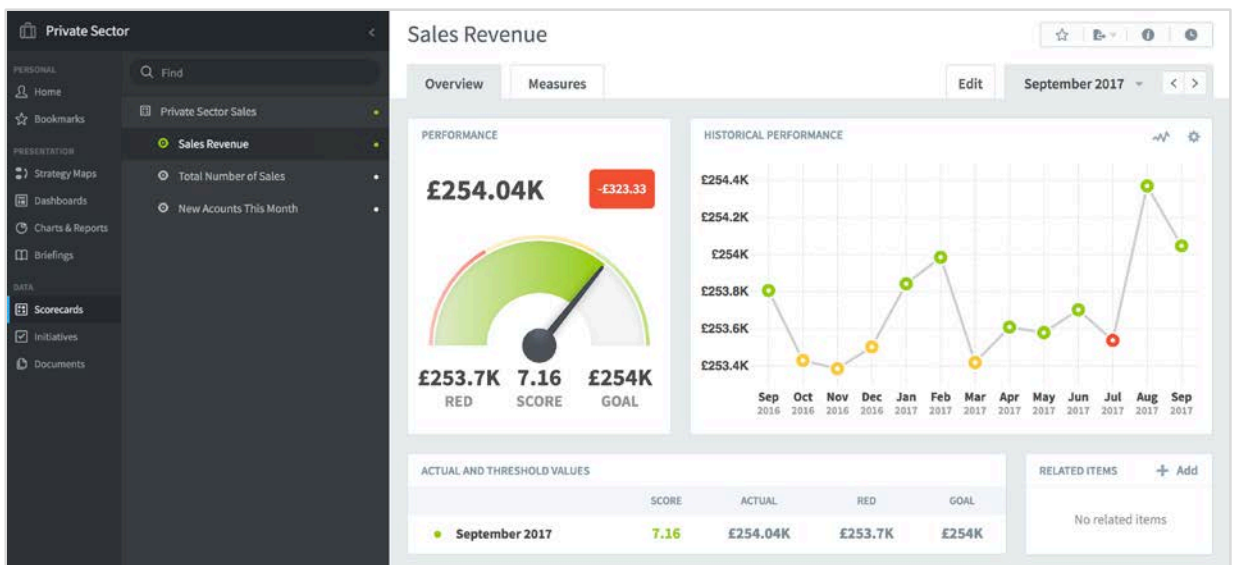 Private Sector
PERSONAL
Home
Bookmarks
PRESENTATION
Strategy Maps
Dashboards
Charts & Reports
Briefings
DATA
Scorecards
Initiatives
Documents
Find
Private Sector Sales
Sales Revenue
Total Number of Sales
New Acounts This Month
Sales Revenue
Overview Measures Edit September 2017
PERFORMANCE
£254.04K -£323.33
£253.7K 7.16 £254K
RED SCORE GOAL
HISTORICAL PERFORMANCE
£254.4K
£254.2K
£254K
£253.8K
£253.6K
£253.4K
Sep Oct Nov Dec Jan Feb Mar Apr May Jun Jul Aug Sep
2016 2016 2016 2016 2017 2017 2017 2017 2017 2017 2017 2017 2017
ACTUAL AND THRESHOLD VALUES
SCORE ACTUAL RED GOAL
September 2017 7.16 £254.04K £253.7K £254K
RELATED ITEMS + Add
No related items